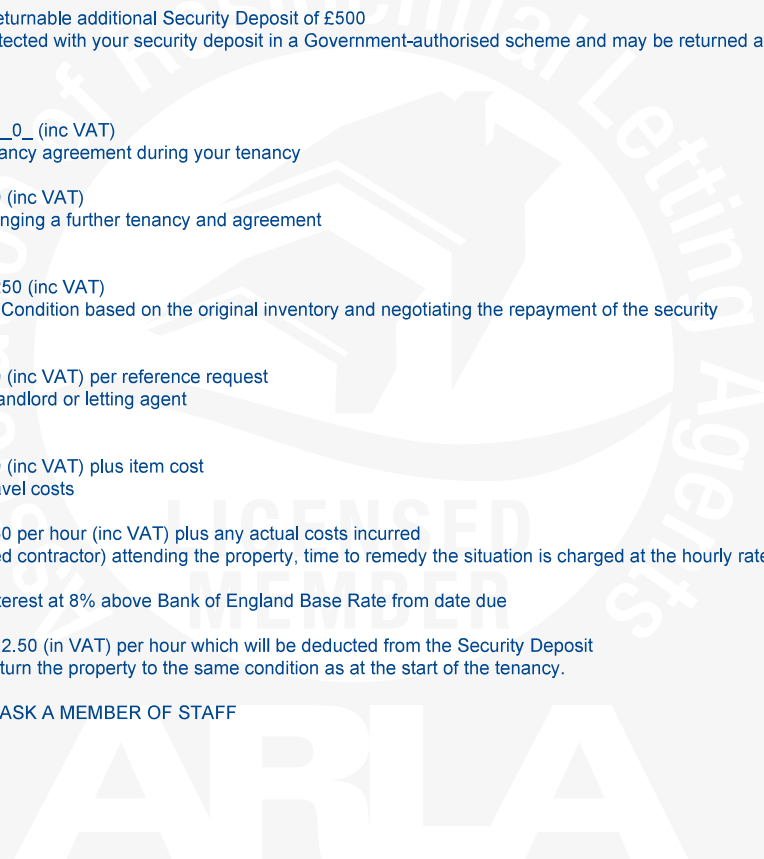 eturnable additional Security Deposit of £500
tected with your security deposit in a Government-authorised scheme and may be returned a
_0_ (inc VAT)
ancy agreement during your tenancy
(inc VAT)
nging a further tenancy and agreement
50 (inc VAT)
Condition based on the original inventory and negotiating the repayment of the security
(inc VAT) per reference request
andlord or letting agent
(inc VAT) plus item cost
avel costs
0 per hour (inc VAT) plus any actual costs incurred
ed contractor) attending the property, time to remedy the situation is charged at the hourly rate
terest at 8% above Bank of England Base Rate from date due
2.50 (in VAT) per hour which will be deducted from the Security Deposit
turn the property to the same condition as at the start of the tenancy.
ASK A MEMBER OF STAFF
of Residential Letting Agents
LICENSED
MEMBER
ARLA